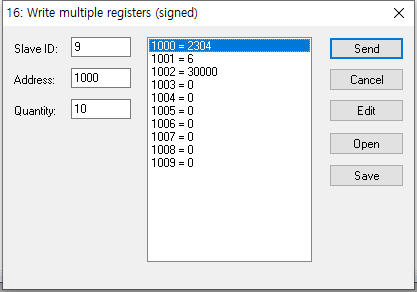 16: Write multiple registers (signed)
Slave ID: 9
Address: 1000
Quantity: 10
1000 = 2304
1001 = 6
1002 = 30000
1003 = 0
1004 = 0
1005 = 0
1006 = 0
1007 = 0
1008 = 0
1009 = 0
Send
Cancel
Edit
Open
Save